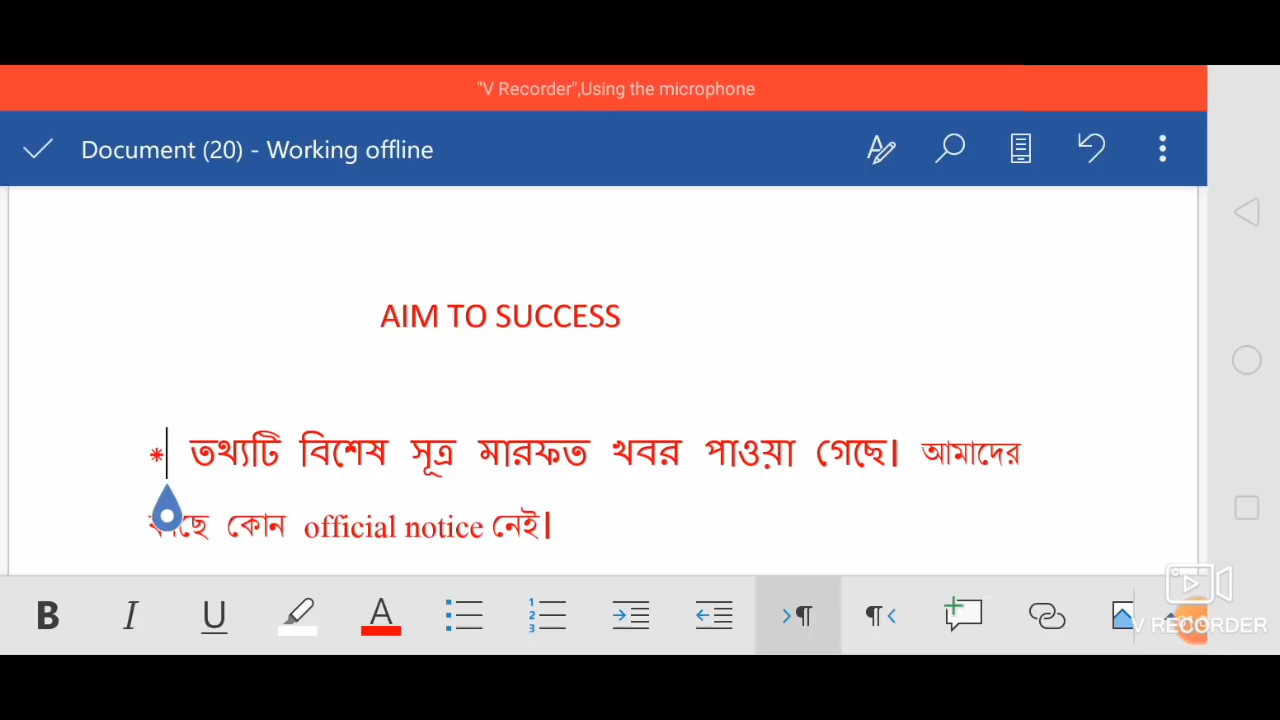 "V Recorder",Using the microphone
Document (20) - Working offline
AIM TO SUCCESS
* তথ্যটি বিশেষ সূত্র মারফত খবর পাওয়া গেছে। আমাদের
কাছে কোন official notice নেই।
B I U A
V RECORDER